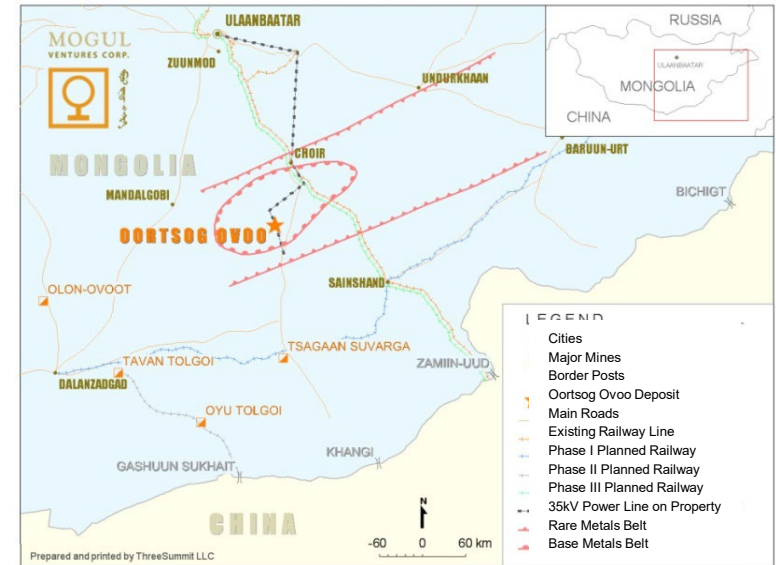 MOGUL
VENTURES CORP.
ULAANBAATAR
ZUUNMOD
UNDURKHAAN
RUSSIA
ULAANBAATAR
MONGOLIA
CHINA
MONGOLIA
CHOIR
BARUUN-URT
MANDALGOBI
BICHIGT
OORTSOG OVOO
SAINSHAND
OLON-OVOOT
TSAGAAN SUVARGA
TAVAN TOLGOI
ZAMIIN-UUD
DALANZADGAD
OYU TOLGOI
KHANGI
GASHUUN SUKHAIT
CHINA
N
-60 0 60 km
Prepared and printed by ThreeSummit LLC
LEGEND
Cities
Major Mines
Border Posts
Oortsog Ovoo Deposit
Main Roads
Existing Railway Line
Phase I Planned Railway
Phase II Planned Railway
Phase III Planned Railway
35kV Power Line on Property
Rare Metals Belt
Base Metals Belt